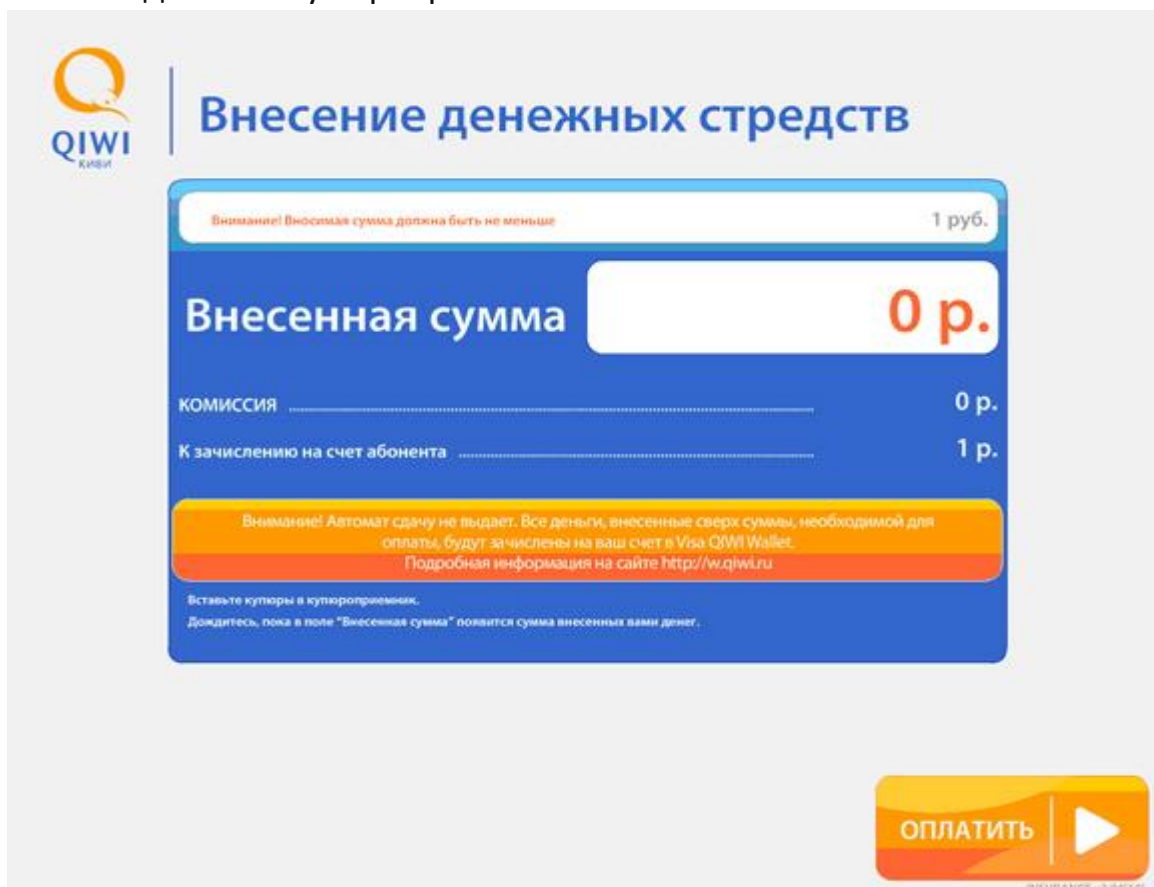 QIWI
киви
Внесение денежных стредств
Внимание! Вносимая сумма должна быть не меньше
1 руб.
Внесенная сумма
0 р.
комиссия
0 р.
К зачислению на счет абонента
1 р.
Внимание! Автомат сдачу не выдает. Все деньги, внесенные сверх суммы, необходимой для
оплаты, будут зачислены на ваш счет в Visa QIWI Wallet.
Подробная информация на сайте http://w.qiwi.ru
Вставьте купюры в купюроприемник.
Дождитесь, пока в поле "Внесенная сумма" появится сумма внесенных вами денег.
ОПЛАТИТЬ